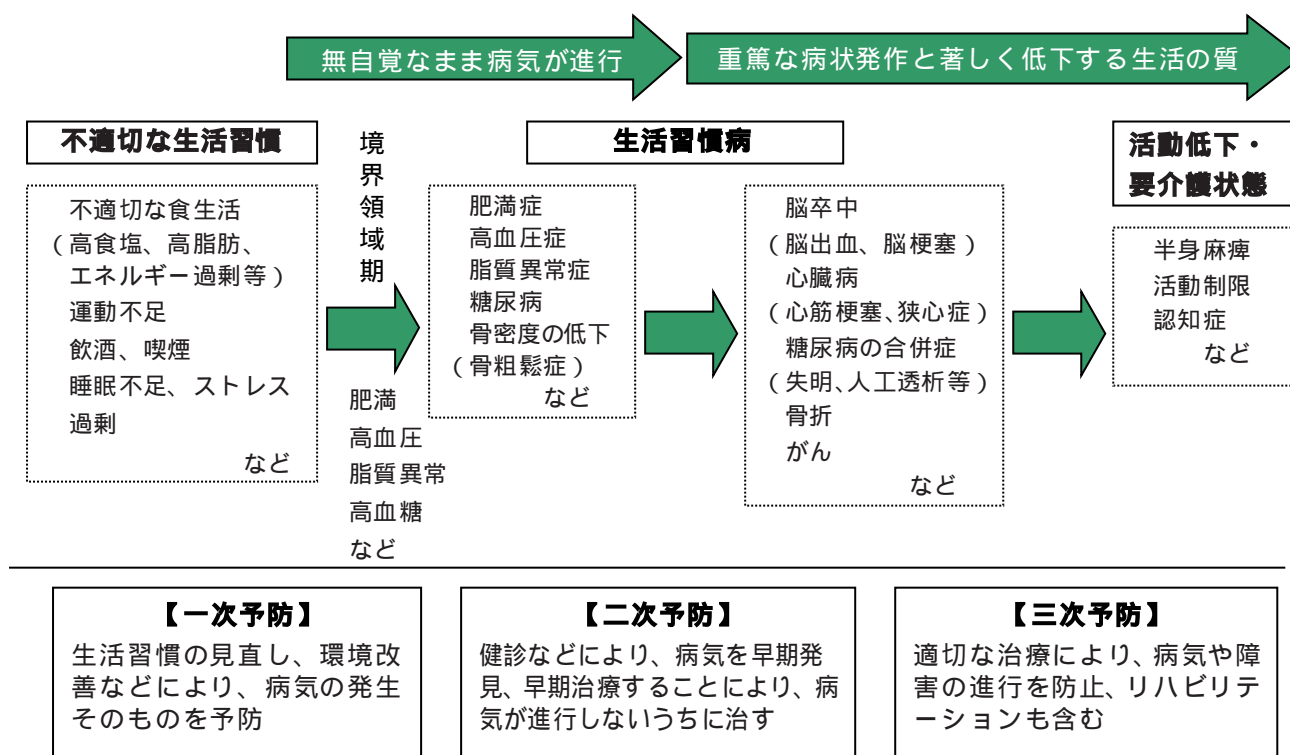 無自覚なまま病気が進行
重篤な病状発作と著しく低下する生活の質
不適切な生活習慣
境界領域期
生活習慣病
活動低下・
要介護状態
不適切な食生活
（高食塩、高脂肪、
エネルギー過剰等）
運動不足
飲酒、喫煙
睡眠不足、ストレス
過剰
など
肥満
高血圧
脂質異常
高血糖
など
肥満症
高血圧症
脂質異常症
糖尿病
骨密度の低下
（骨粗鬆症）
など
脳卒中
（脳出血、脳梗塞）
心臓病
（心筋梗塞、狭心症）
糖尿病の合併症
（失明、人工透析等）
骨折
がん
など
半身麻痺
活動制限
認知症
など
【一次予防】
生活習慣の見直し、環境改
善などにより、病気の発生
そのものを予防
【二次予防】
健診などにより、病気を早期発
見、早期治療することにより、病
気が進行しないうちに治す
【三次予防】
適切な治療により、病気や障
害の進行を防止、リハビリテ
ーションも含む